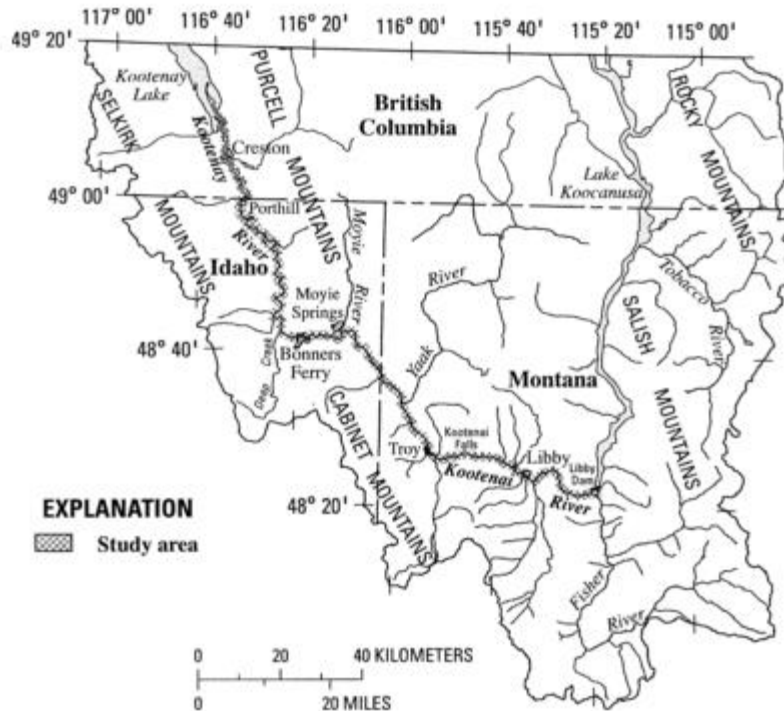 117° 00' 116° 40' 116° 20' 116° 00' 115° 40' 115° 20' 115° 00'
49° 20'
Kootenay
Lake
SELKIRK
MOUNTAINS
PURCELL
MOUNTAINS
British
Columbia
ROCKY
MOUNTAINS
Kootenay
River
Creston
Lake
Koocanusa
49° 00'
Porthill
Idaho
Moyie
River
Moyie
Springs
River
Yaak
Tobacco
River
SALISH
MOUNTAINS
48° 40'
Bonners
Ferry
Deep Creek
Montana
CABINET
MOUNTAINS
Troy
Kootenai
Falls
Libby
Libby
Dam
Kootenai
River
48° 20'
EXPLANATION
Study area
Fisher
River
0 20 40 KILOMETERS
0 20 MILES